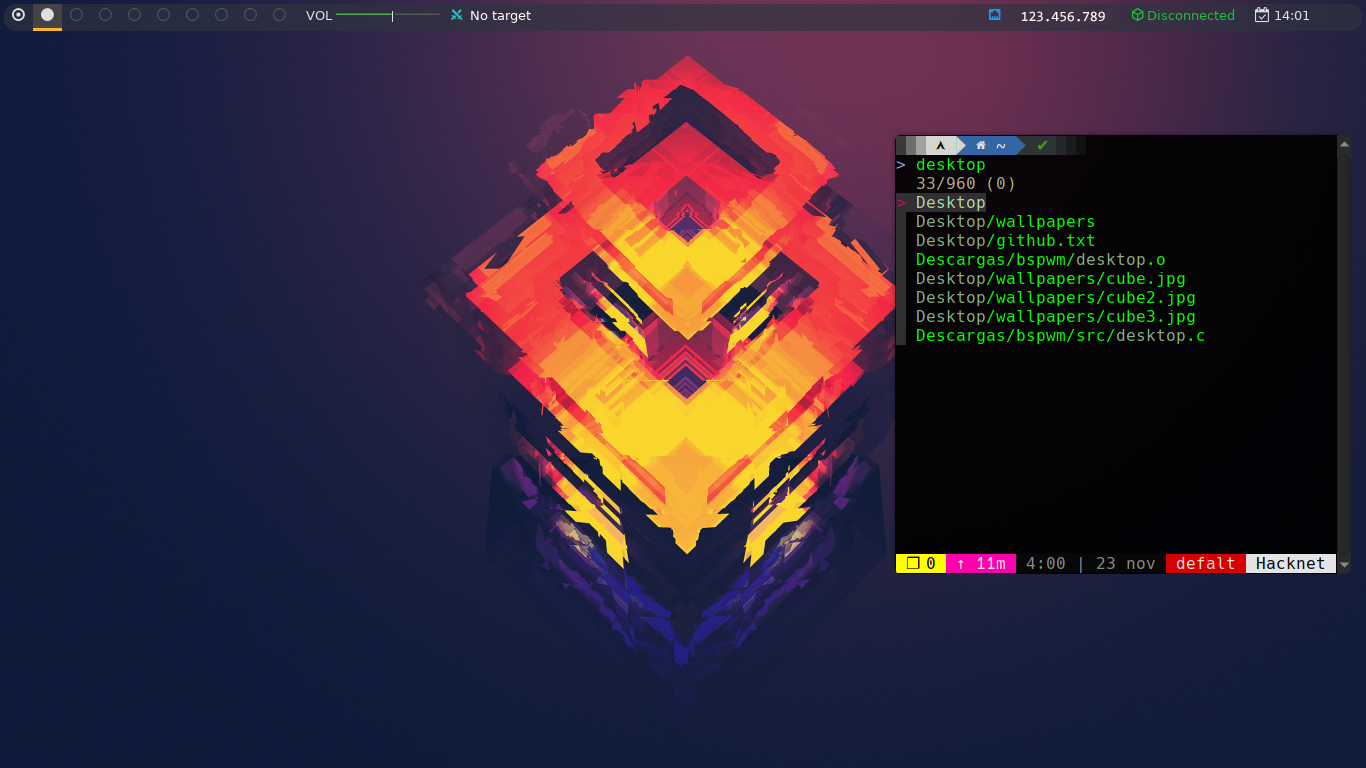 VOL No target 123.456.789 Disconnected 14:01
~ ✔
> desktop
33/960 (0)
> Desktop
Desktop/wallpapers
Desktop/github.txt
Descargas/bspwm/desktop.o
Desktop/wallpapers/cube.jpg
Desktop/wallpapers/cube2.jpg
Desktop/wallpapers/cube3.jpg
Descargas/bspwm/src/desktop.c
❐ 0 ↑ 11m 4:00 | 23 nov defalt Hacknet